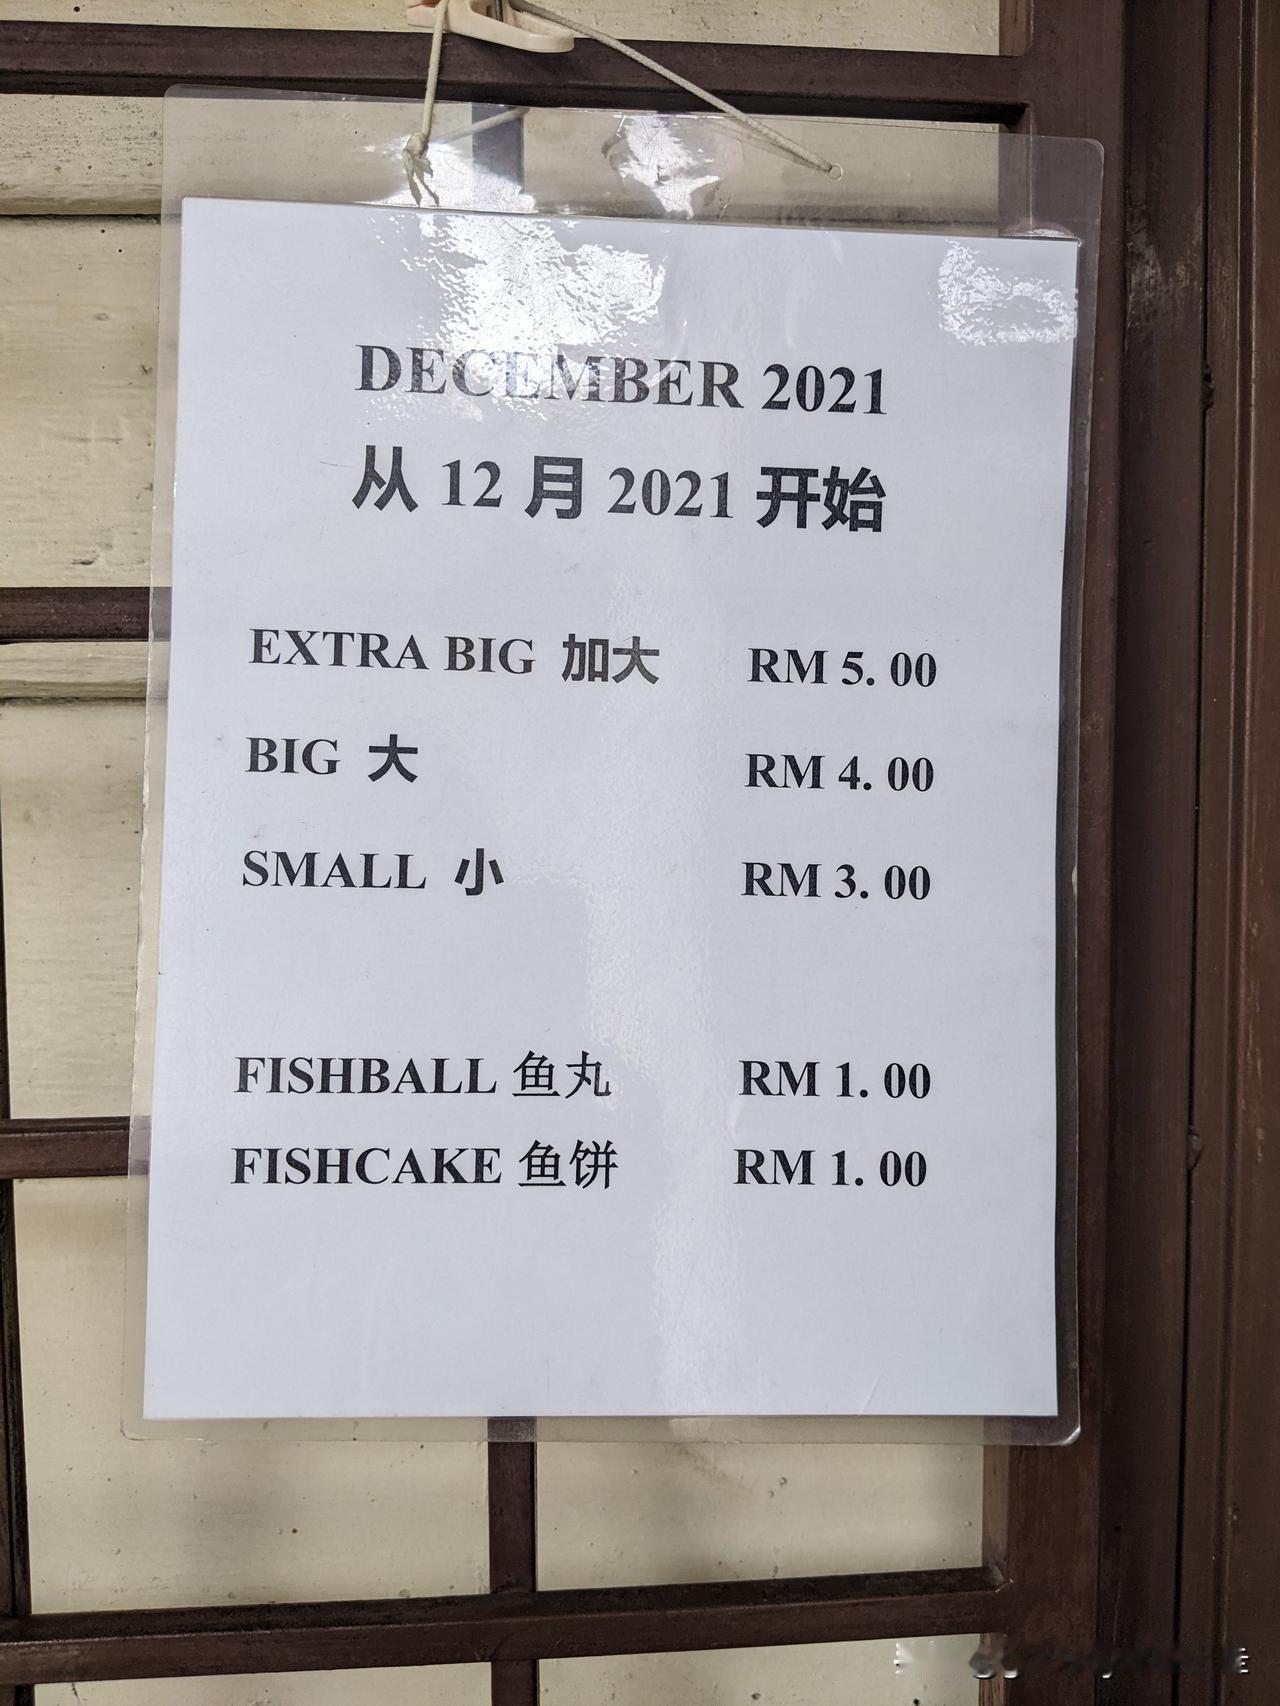 DECEMBER 2021
从 12 月 2021 开始
EXTRA BIG 加大 RM 5. 00
BIG 大 RM 4. 00
SMALL 小 RM 3. 00
FISHBALL 鱼丸 RM 1. 00
FISHCAKE 鱼饼 RM 1. 00